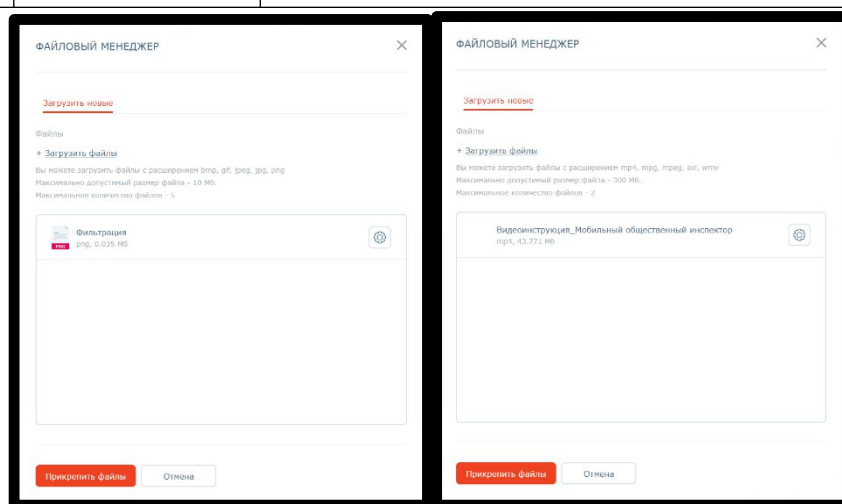 ФАЙЛОВЫЙ МЕНЕДЖЕР
Загрузить новые
Файлы
+ Загрузить файлы
Вы можете загрузить файлы с расширением bmp, gif, jpeg, jpg, png
Максимально допустимый размер файла - 10 Мб.
Максимальное количество файлов - 5
Фильтрация
PNG
png, 0.035 Мб
Прикрепить файлы
Отмена
ФАЙЛОВЫЙ МЕНЕДЖЕР
Загрузить новые
Файлы
+ Загрузить файлы
Вы можете загрузить файлы с расширением mp4, mpg, mpeg, avi, wmv
Максимально допустимый размер файла - 300 Мб.
Максимальное количество файлов - 2
Видеоинструкция_Мобильный общественный инспектор
mp4, 43.771 Мб
Прикрепить файлы
Отмена